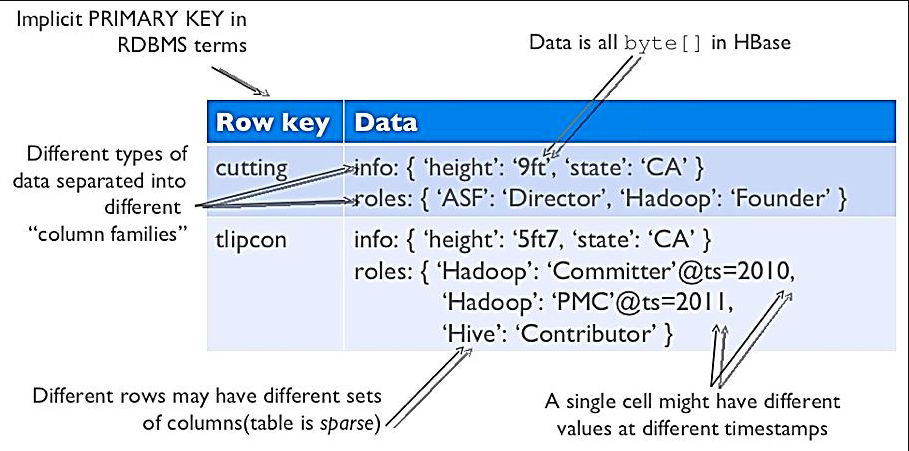 Implicit PRIMARY KEY in
RDBMS terms
Data is all byte[] in HBase
Row key Data
Different types of
data separated into
different
“column families”
cutting info: { ‘height’: ‘9ft’, ‘state’: ‘CA’ }
roles: { ‘ASF’: ‘Director’, ‘Hadoop’: ‘Founder’ }
tlipcon info: { ‘height’: ‘5ft7, ‘state’: ‘CA’ }
roles: { ‘Hadoop’: ‘Committer’@ts=2010,
‘Hadoop’: ‘PMC’@ts=2011,
‘Hive’: ‘Contributor’ }
Different rows may have different sets
of columns(table is sparse)
A single cell might have different
values at different timestamps